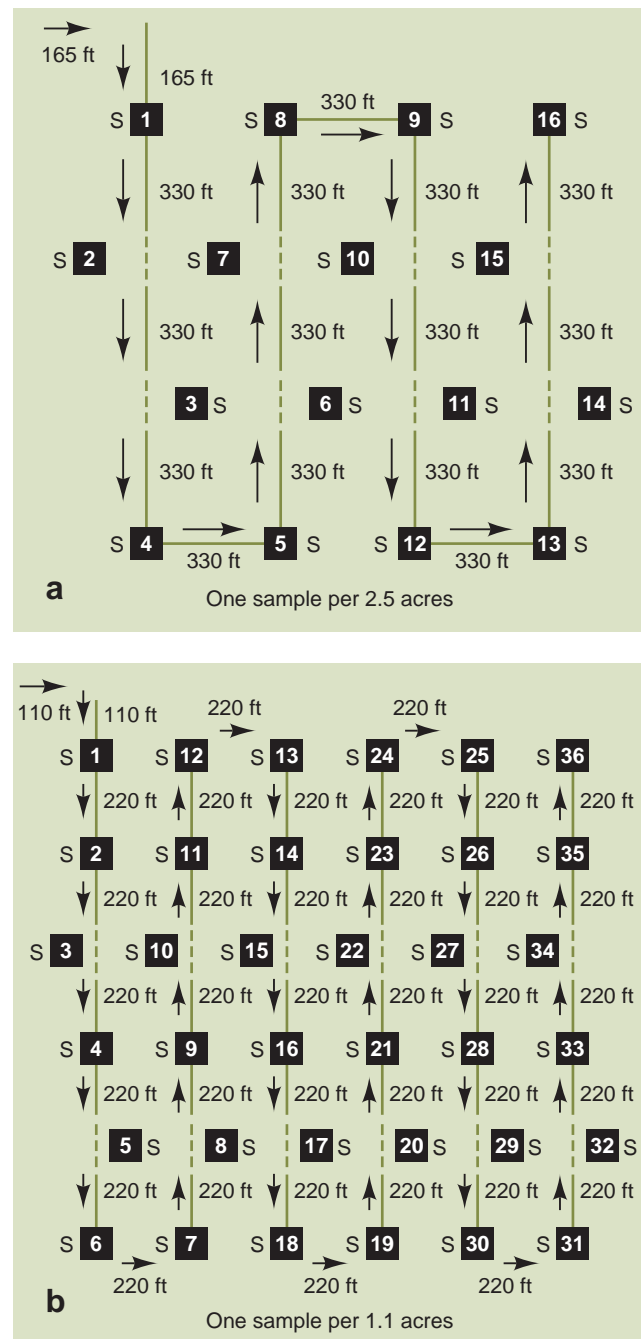 165 ft
165 ft
330 ft
S 1 S 8 9 S 16 S
330 ft 330 ft 330 ft 330 ft
S 2 S 7 S 10 S 15
330 ft 330 ft 330 ft 330 ft
3 S 6 S 11 S 14 S
330 ft 330 ft 330 ft 330 ft
S 4 5 S S 12 13 S
330 ft 330 ft
a
One sample per 2.5 acres
110 ft 110 ft 220 ft 220 ft
S 1 S 12 S 13 S 24 S 25 S 36
220 ft 220 ft 220 ft 220 ft 220 ft 220 ft
S 2 S 11 S 14 S 23 S 26 S 35
220 ft 220 ft 220 ft 220 ft 220 ft 220 ft
S 3 S 10 S 15 S 22 S 27 S 34
220 ft 220 ft 220 ft 220 ft 220 ft 220 ft
S 4 S 9 S 16 S 21 S 28 S 33
220 ft 220 ft 220 ft 220 ft 220 ft 220 ft
5 S 8 S 17 S 20 S 29 S 32 S
220 ft 220 ft 220 ft 220 ft 220 ft 220 ft
S 6 S 7 S 18 S 19 S 30 S 31
220 ft 220 ft 220 ft
b
One sample per 1.1 acres